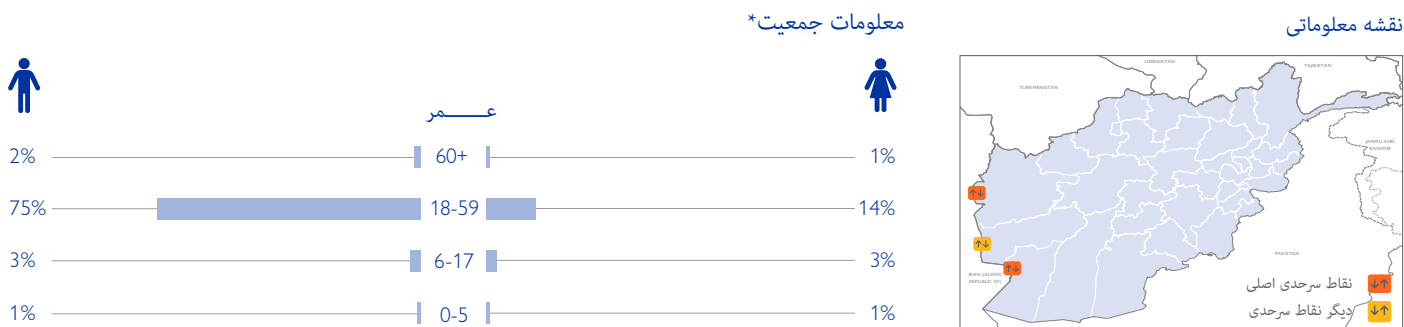 نقشه معلوماتی
معلومات جمعیت*
عـــــــمر
2% 60+ 1%
75% 18-59 14%
3% 6-17 3%
1% 0-5 1%
UZBEKISTAN
TAJIKISTAN
TURKMENISTAN
JAMMU AND
KASHMIR
PAKISTAN
IRAN (ISLAMIC
REPUBLIC OF)
نقاط سرحدی اصلی
دیگر نقاط سرحدی